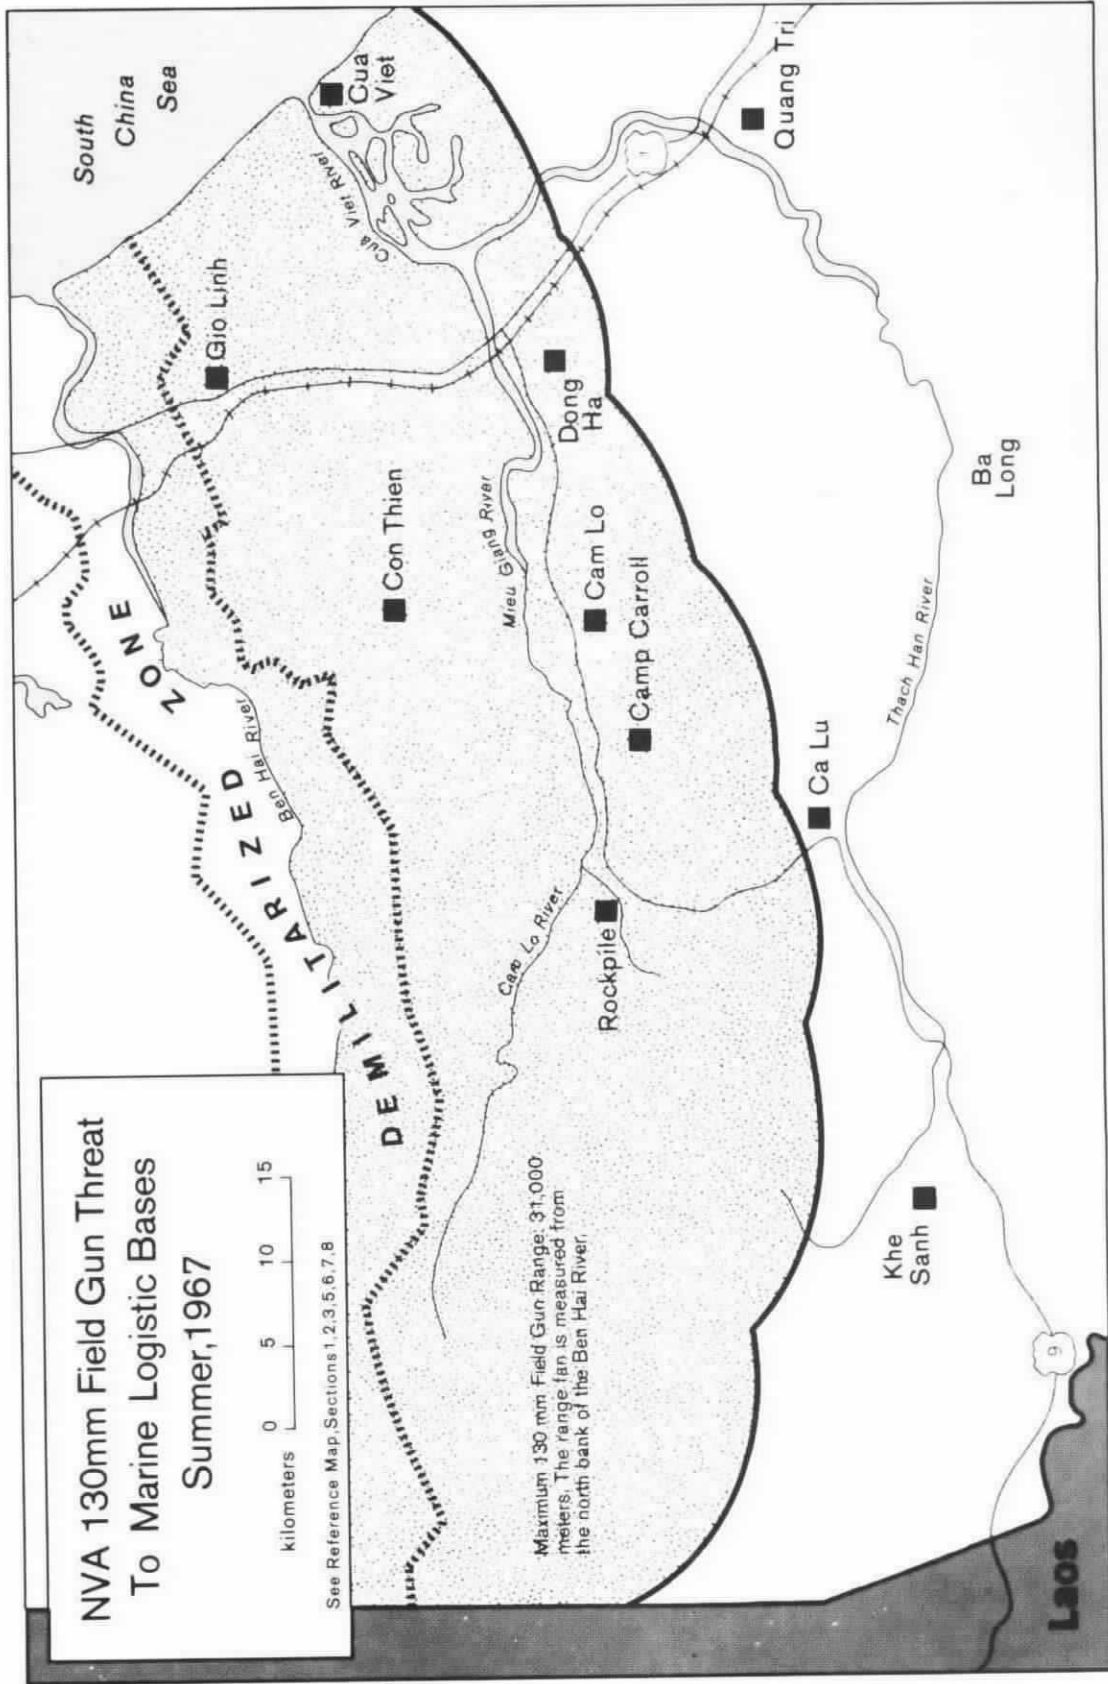 NVA 130mm Field Gun Threat
To Marine Logistic Bases
Summer, 1967
kilometers 0 5 10 15
See Reference Map, Sections 1,2,3,5,6,7,8
DEMILITARIZED
ZONE
Ben Hai River
South
China
Sea
Gio Linh
Cua
Viet
Cua Viet River
Con Thien
Mieu Giang River
Dong
Ha
Cam Lo
Camp Carroll
Cam Lo River
Rockpile
1
Quang Tri
Ca Lu
Thach Han River
Ba
Long
Khe
Sanh
9
Laos
Maximum 130 mm Field Gun Range: 31,000
meters. The range fan is measured from
the north bank of the Ben Hai River.